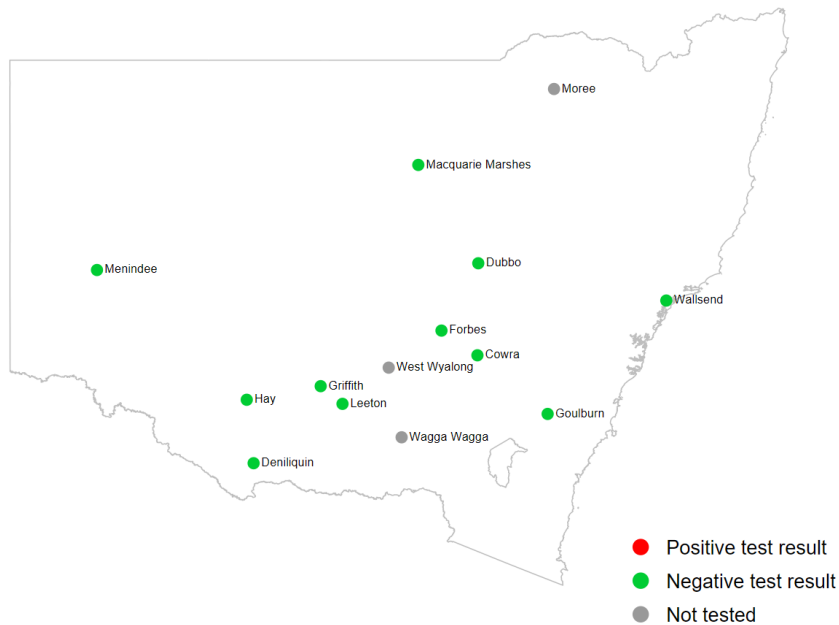 Moree
Macquarie Marshes
Dubbo
Menindee
Wallsend
Forbes
Cowra
West Wyalong
Griffith
Hay
Leeton
Goulburn
Wagga Wagga
Deniliquin
Positive test result
Negative test result
Not tested